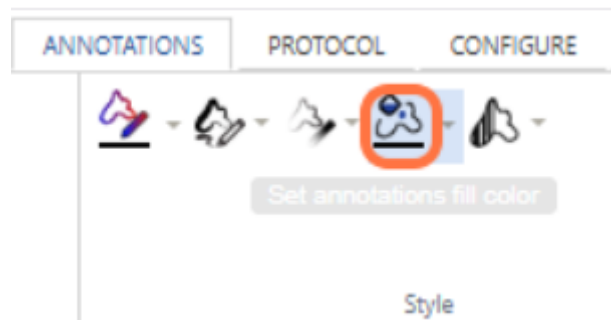 ANNOTATIONS PROTOCOL CONFIGURE
Set annotations fill color
Style